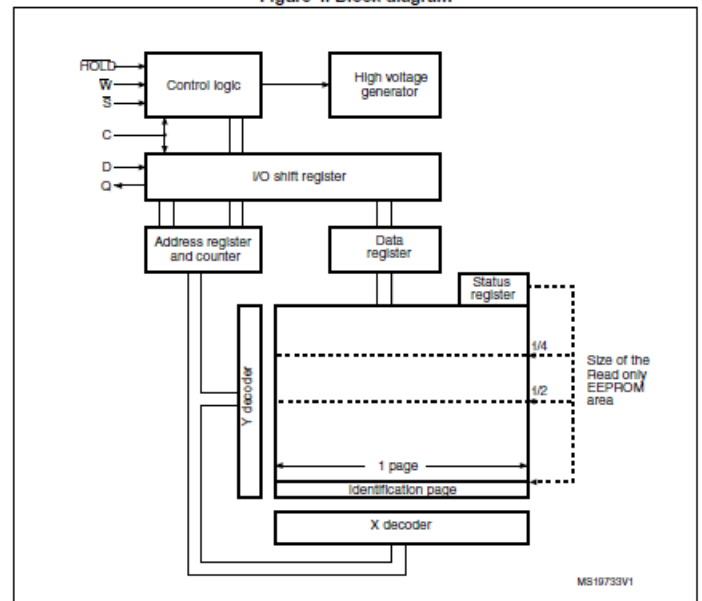 HOLD
W
S
C
D
Q
Control logic
High voltage
generator
I/O shift register
Address register
and counter
Data
register
Status
register
Y decoder
1/4
1/2
Size of the
Read only
EEPROM
area
1 page
Identification page
X decoder
MS19733V1